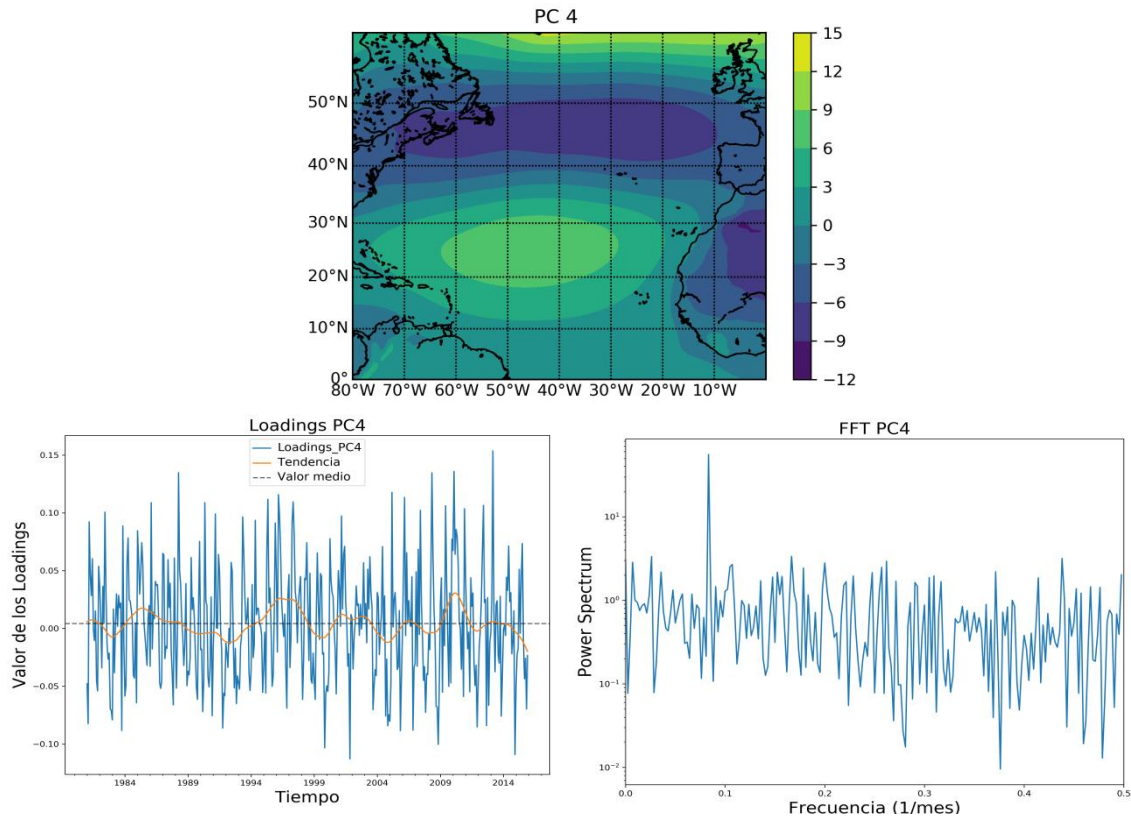 PC 4
50°N
40°N
30°N
20°N
10°N
0°
80°W 70°W 60°W 50°W 40°W 30°W 20°W 10°W
15
12
9
6
3
0
−3
−6
−9
−12
Loadings PC4
Loadings_PC4
Tendencia
Valor medio
Valor de los Loadings
0.15
0.10
0.05
0.00
−0.05
−0.10
1984 1989 1994 1999 2004 2009 2014
Tiempo
FFT PC4
Power Spectrum
10¹
10⁰
10⁻¹
10⁻²
0.0 0.1 0.2 0.3 0.4 0.5
Frecuencia (1/mes)